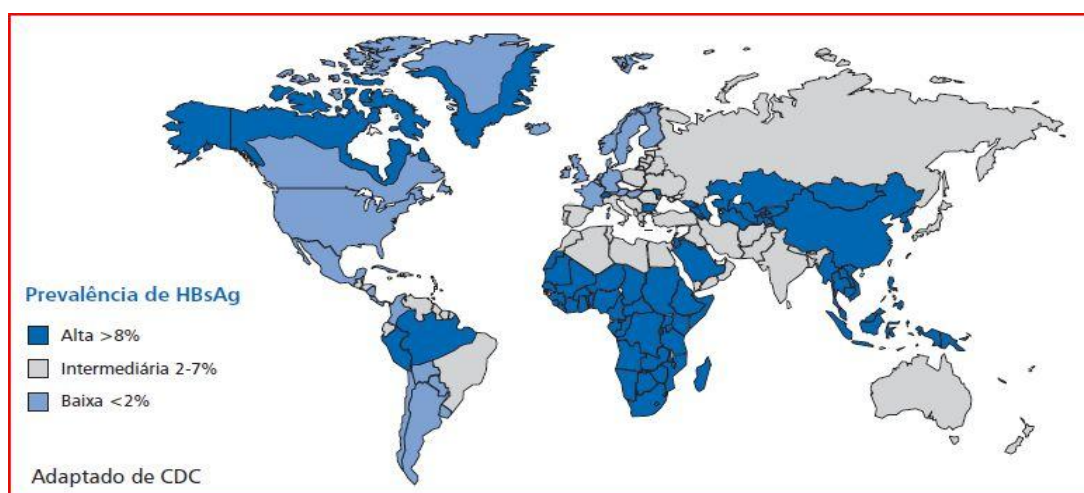 Prevalência de HBsAg
Alta >8%
Intermediária 2-7%
Baixa <2%
Adaptado de CDC